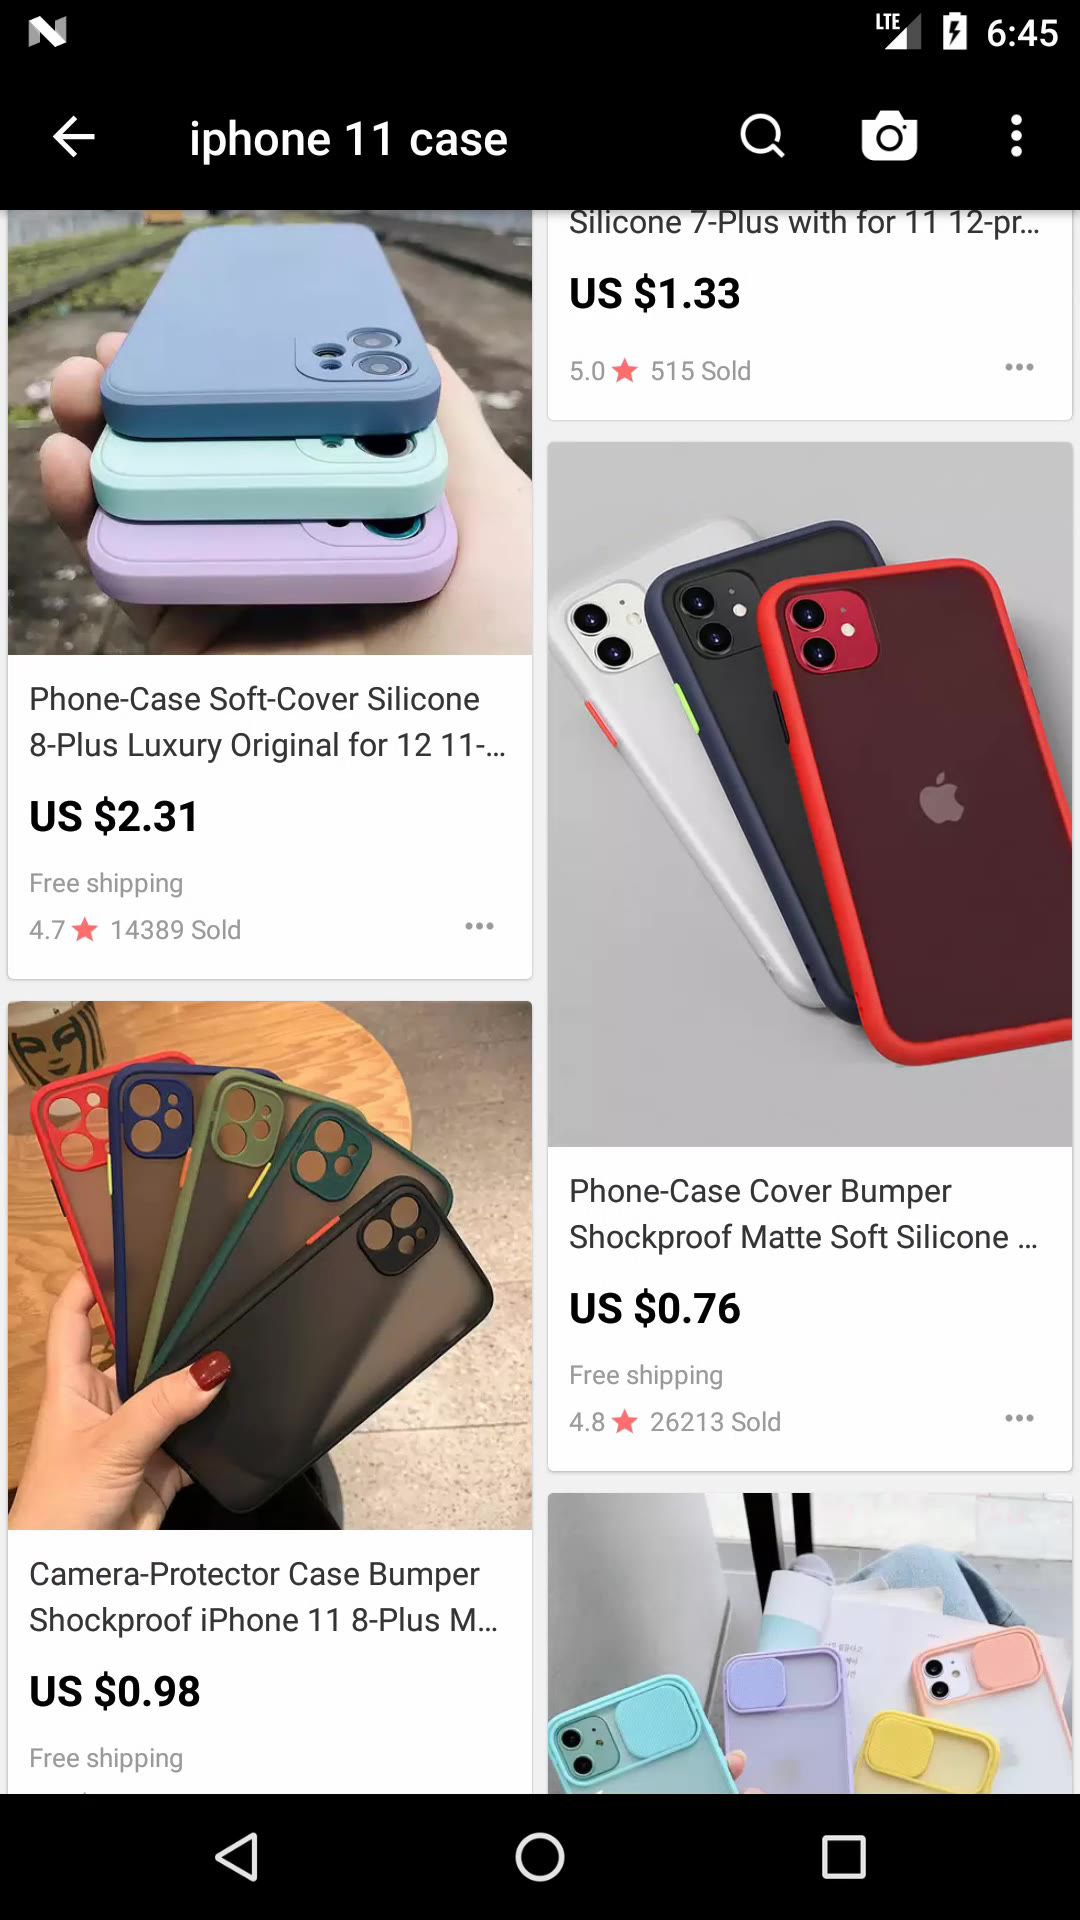 LTE 6:45
iphone 11 case
Silicone 7-Plus with for 11 12-pr...
US $1.33
5.0 515 Sold
Phone-Case Soft-Cover Silicone
8-Plus Luxury Original for 12 11-...
US $2.31
Free shipping
4.7 14389 Sold
Phone-Case Cover Bumper
Shockproof Matte Soft Silicone ...
US $0.76
Free shipping
4.8 26213 Sold
Camera-Protector Case Bumper
Shockproof iPhone 11 8-Plus M...
US $0.98
Free shipping